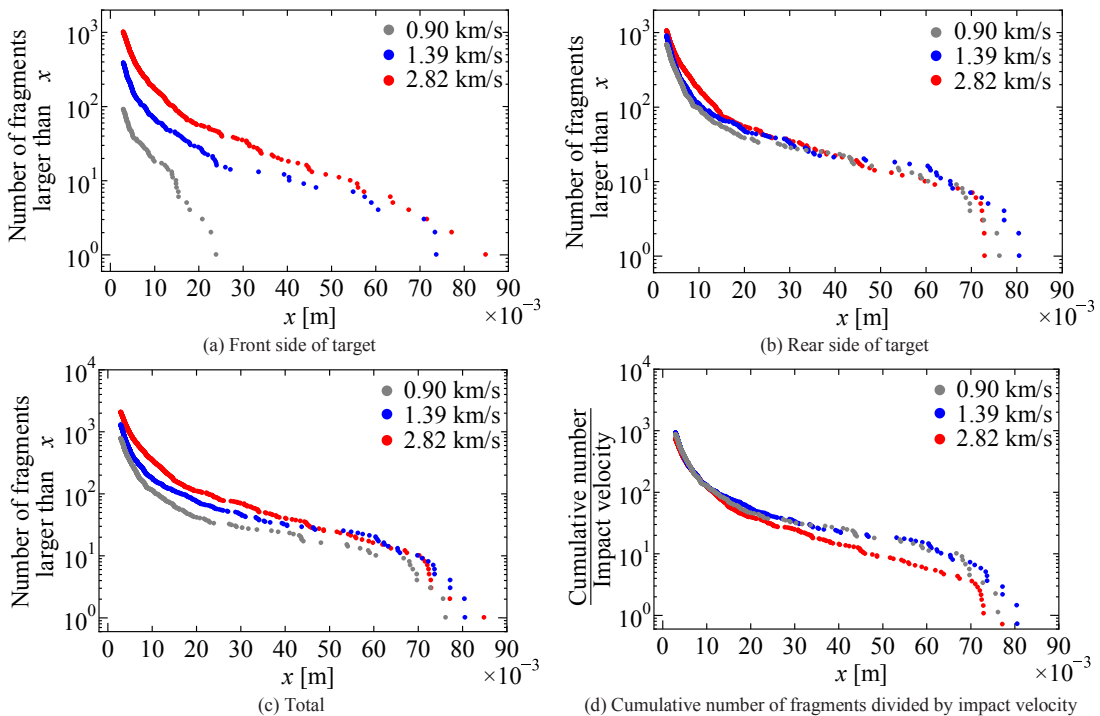 Number of fragments
larger than x
10³
10²
10¹
10⁰
0.90 km/s
1.39 km/s
2.82 km/s
0 10 20 30 40 50 60 70 80 90
x [m]
×10⁻³
(a) Front side of target
Number of fragments
larger than x
10³
10²
10¹
10⁰
0.90 km/s
1.39 km/s
2.82 km/s
0 10 20 30 40 50 60 70 80 90
x [m]
×10⁻³
(b) Rear side of target
Number of fragments
larger than x
10⁴
10³
10²
10¹
10⁰
0.90 km/s
1.39 km/s
2.82 km/s
0 10 20 30 40 50 60 70 80 90
x [m]
×10⁻³
(c) Total
Cumulative number
Impact velocity
10⁴
10³
10²
10¹
10⁰
0.90 km/s
1.39 km/s
2.82 km/s
0 10 20 30 40 50 60 70 80 90
x [m]
×10⁻³
(d) Cumulative number of fragments divided by impact velocity